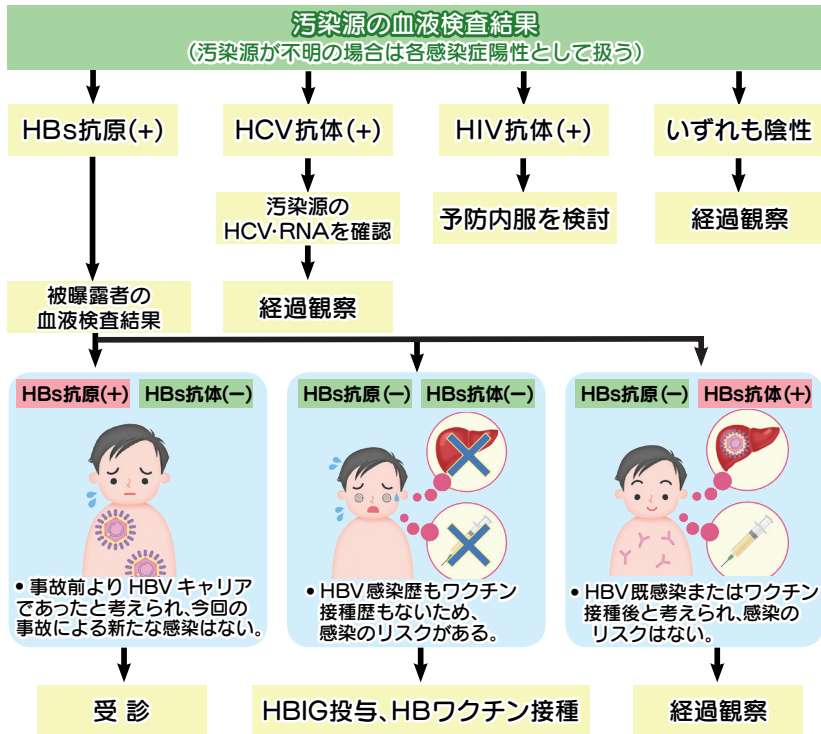 汚染源の血液検査結果
(汚染源が不明の場合は各感染症陽性として扱う)
HBs抗原(+)
HCV抗体(+)
HIV抗体(+)
いずれも陰性
汚染源の
HCV・RNAを確認
予防内服を検討
経過観察
被曝露者の
血液検査結果
経過観察
HBs抗原(+) HBs抗体(−)
HBs抗原(−) HBs抗体(−)
HBs抗原(−) HBs抗体(+)
• 事故前より HBV キャリア
であったと考えられ、今回の
事故による新たな感染はない。
• HBV 感染歴もワクチン
接種歴もないため、
感染のリスクがある。
• HBV 既感染またはワクチン
接種後と考えられ、感染の
リスクはない。
受 診
HBIG投与、HBワクチン接種
経過観察